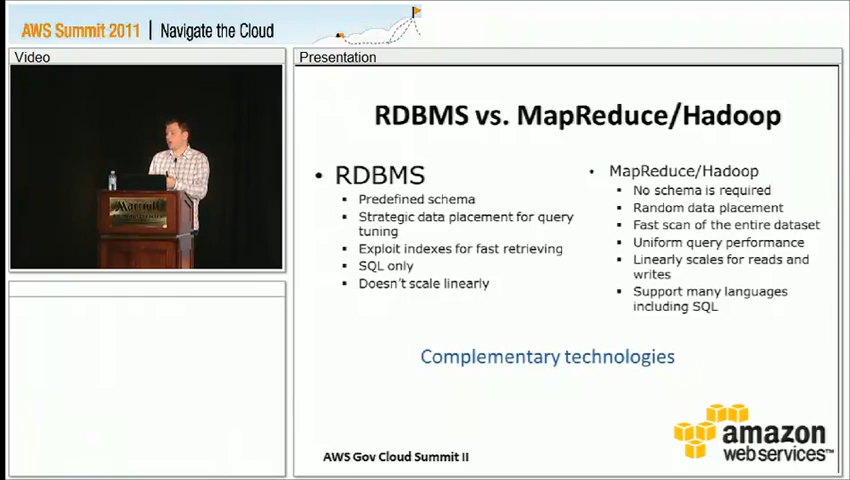 AWS Summit 2011 | Navigate the Cloud
Video
Presentation
Marriott
RDBMS vs. MapReduce/Hadoop
• RDBMS
Predefined schema
Strategic data placement for query
tuning
Exploit indexes for fast retrieving
SQL only
Doesn't scale linearly
• MapReduce/Hadoop
No schema is required
Random data placement
Fast scan of the entire dataset
Uniform query performance
Linearly scales for reads and
writes
Support many languages
including SQL
Complementary technologies
AWS Gov Cloud Summit II
amazon
web services™